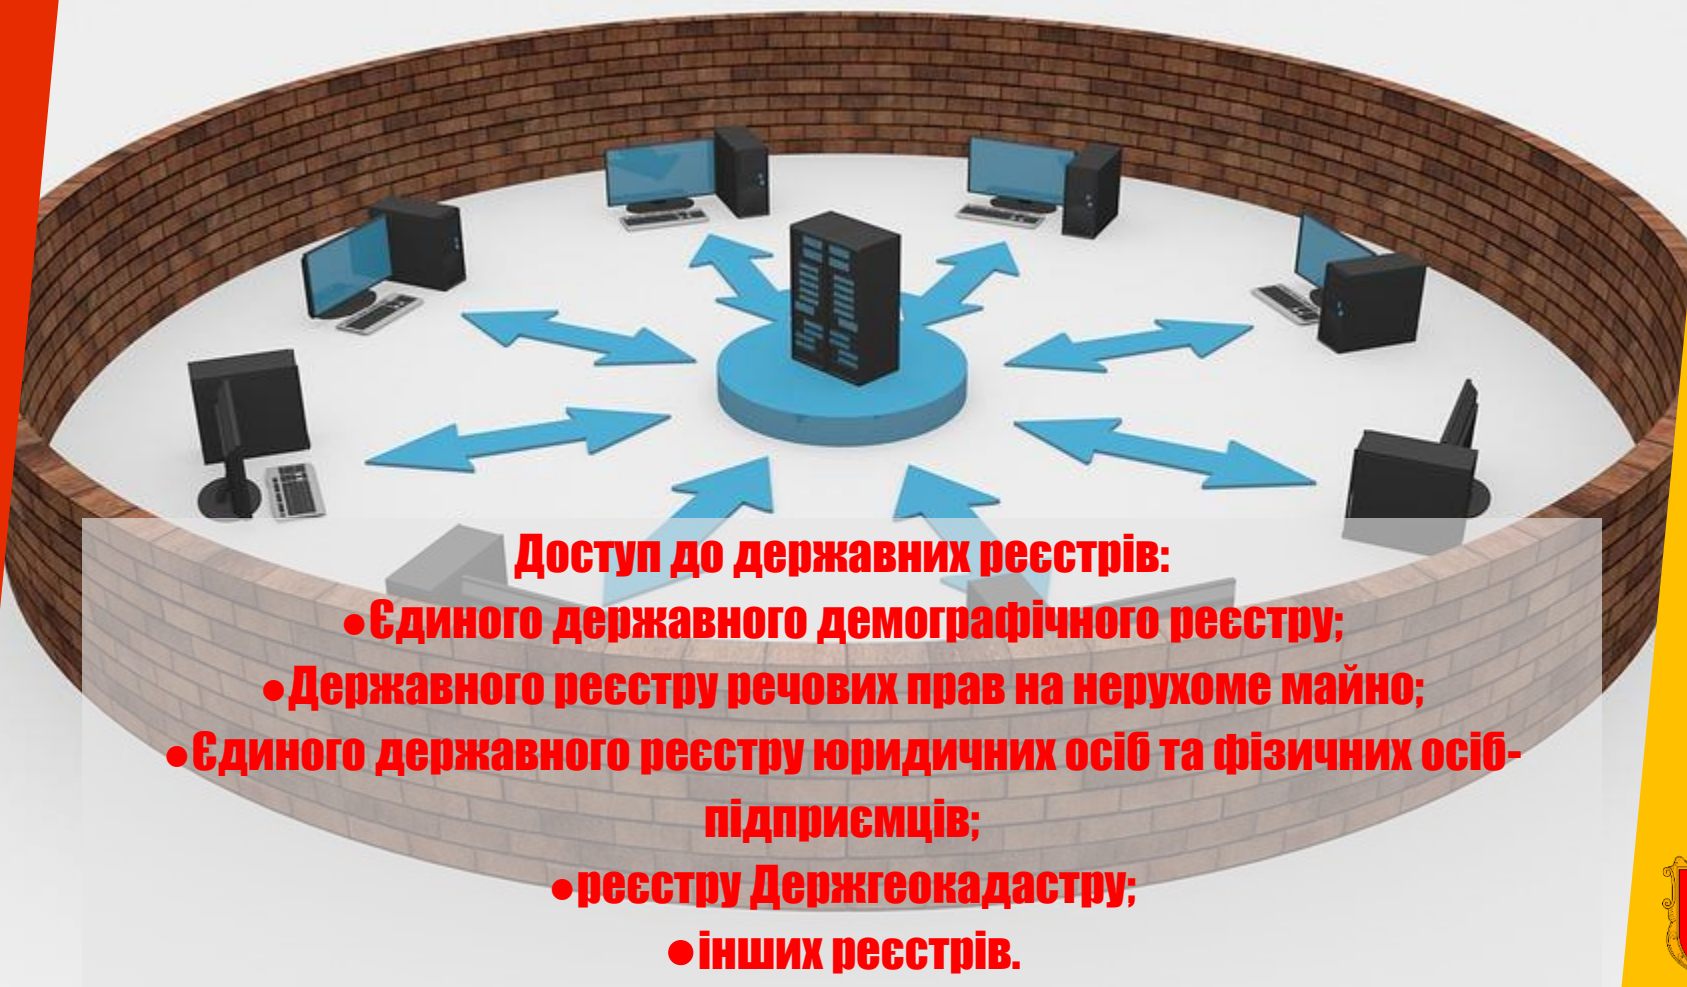 Доступ до державних реєстрів:
●Єдиного державного демографічного реєстру;
●Державного реєстру речових прав на нерухоме майно;
●Єдиного державного реєстру юридичних осіб та фізичних осіб-
підприємців;
●реєстру Держгеокадастру;
●інших реєстрів.